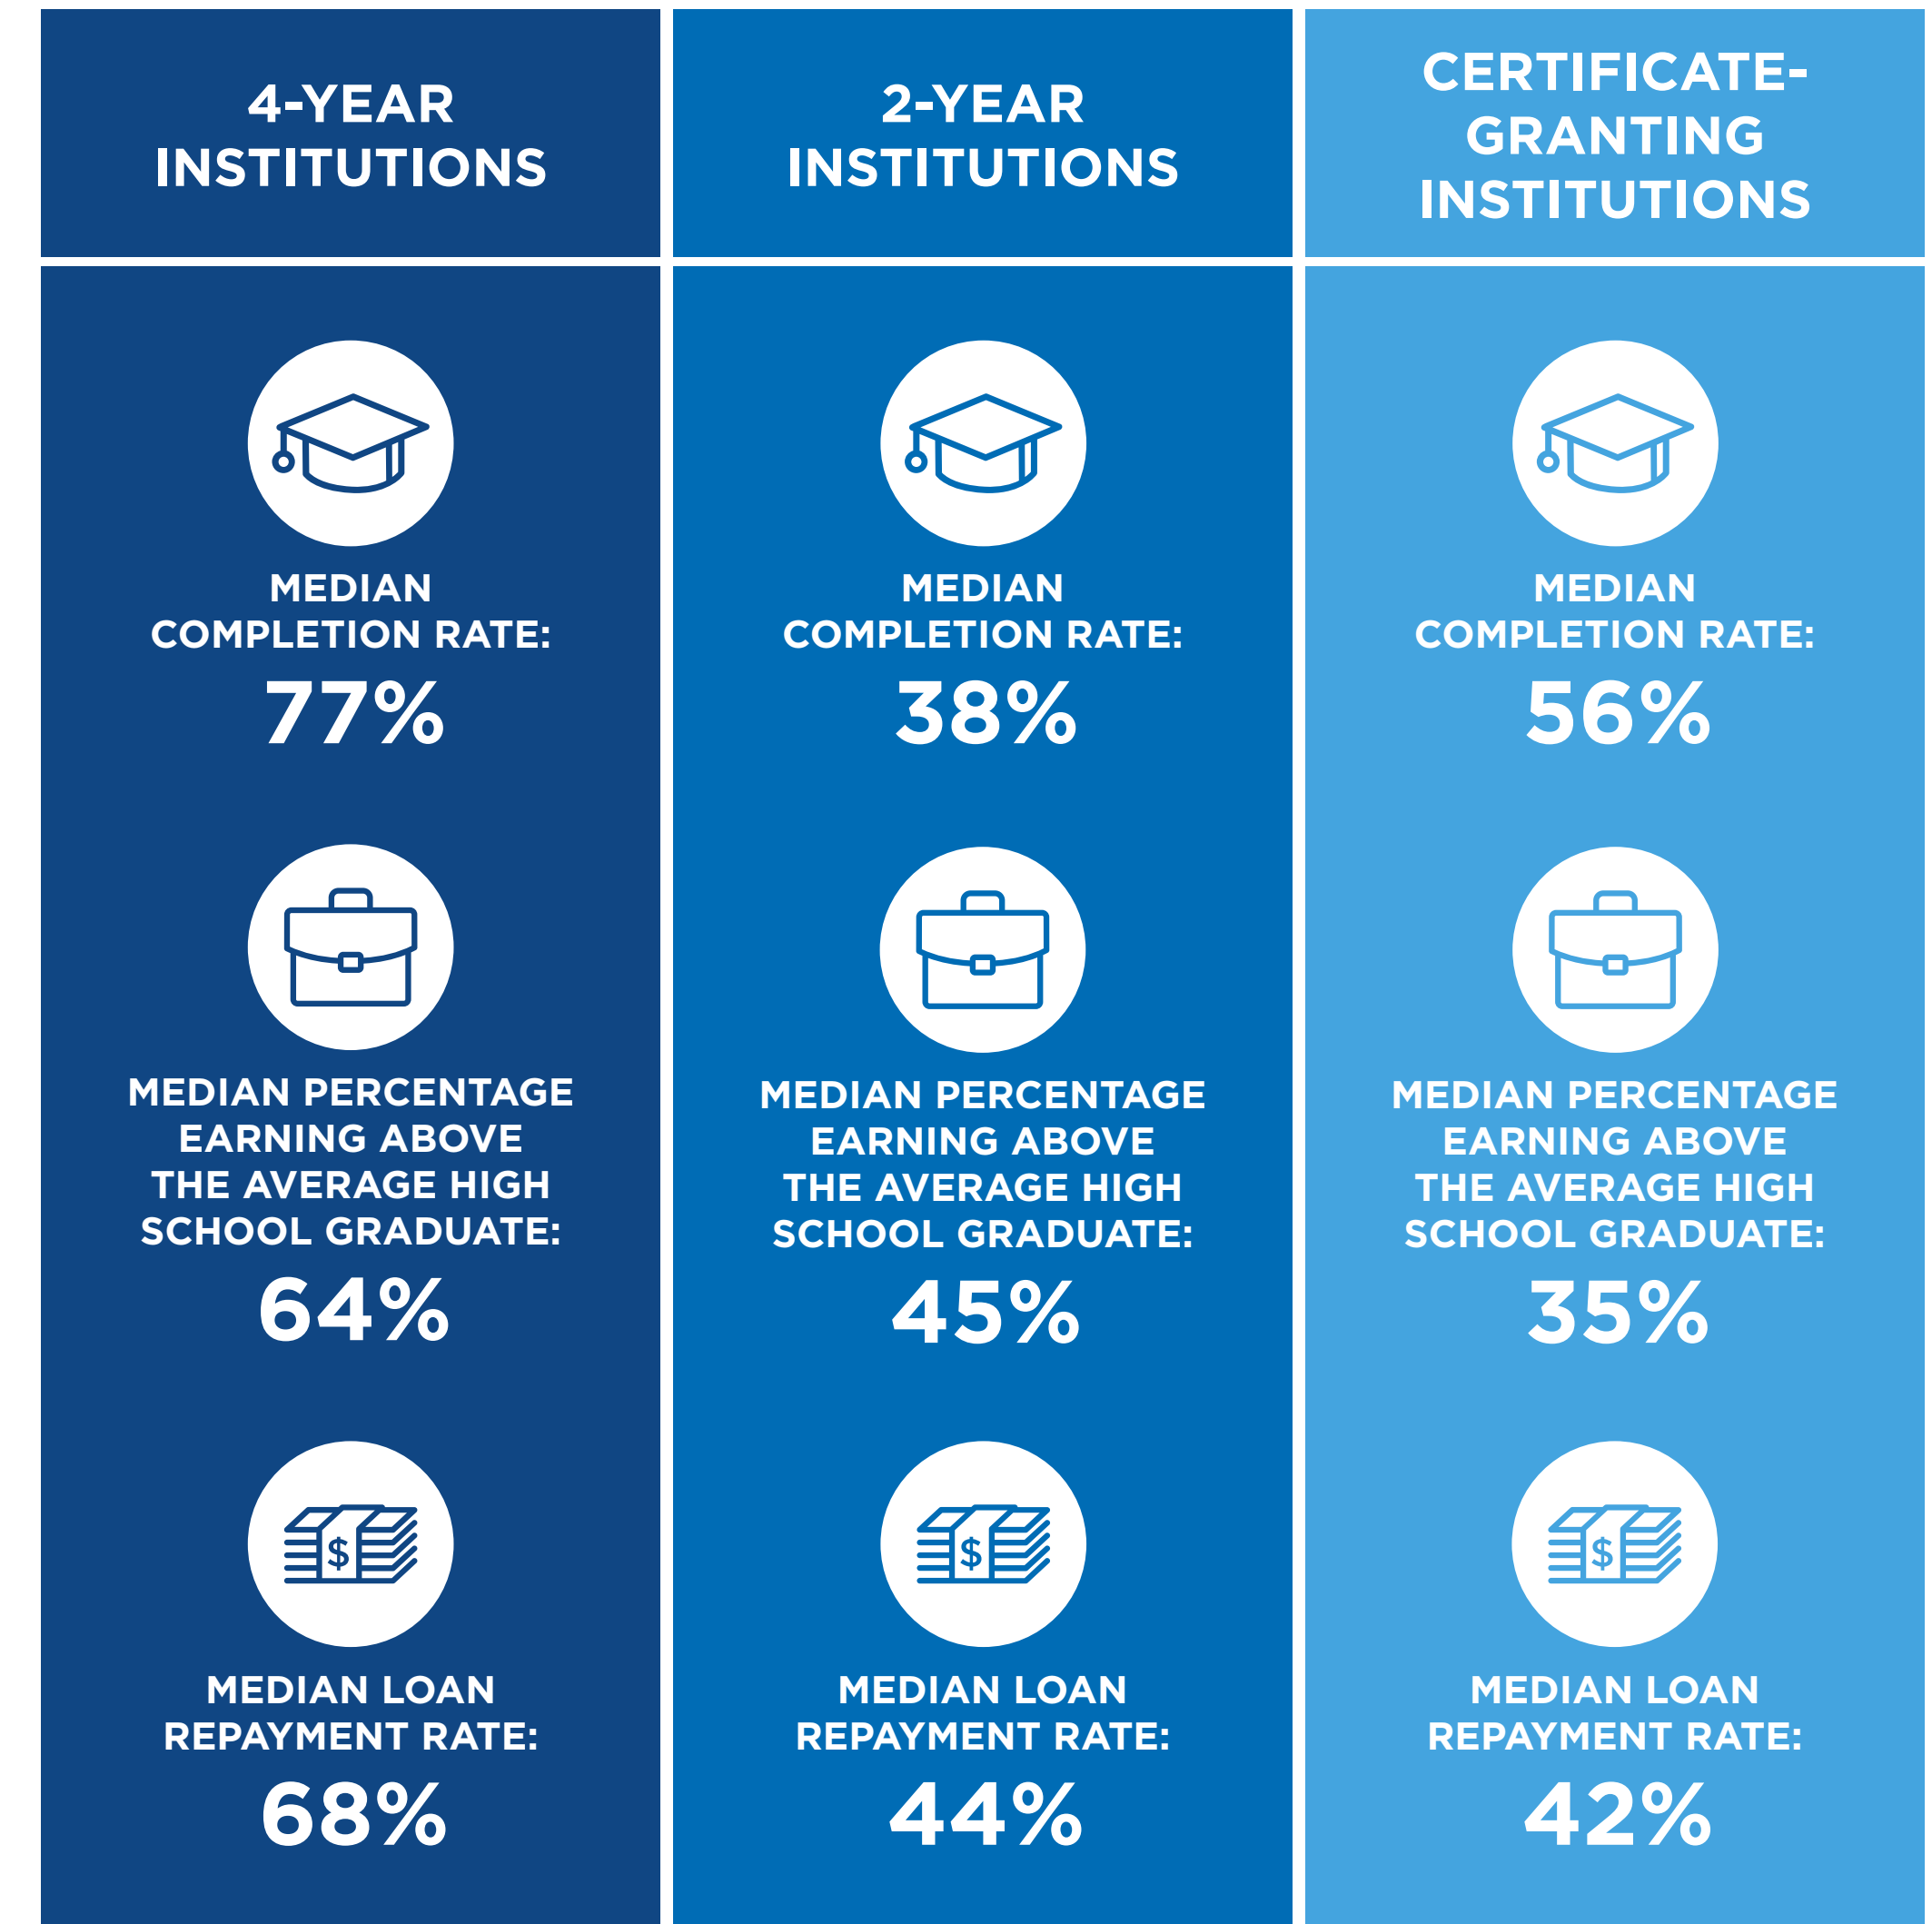 4-YEAR
INSTITUTIONS
MEDIAN
COMPLETION RATE:
77%
MEDIAN PERCENTAGE
EARNING ABOVE
THE AVERAGE HIGH
SCHOOL GRADUATE:
64%
$
MEDIAN LOAN
REPAYMENT RATE:
68%
2-YEAR
INSTITUTIONS
MEDIAN
COMPLETION RATE:
38%
MEDIAN PERCENTAGE
EARNING ABOVE
THE AVERAGE HIGH
SCHOOL GRADUATE:
45%
$
MEDIAN LOAN
REPAYMENT RATE:
44%
CERTIFICATE-
GRANTING
INSTITUTIONS
MEDIAN
COMPLETION RATE:
56%
MEDIAN PERCENTAGE
EARNING ABOVE
THE AVERAGE HIGH
SCHOOL GRADUATE:
35%
$
MEDIAN LOAN
REPAYMENT RATE:
42%